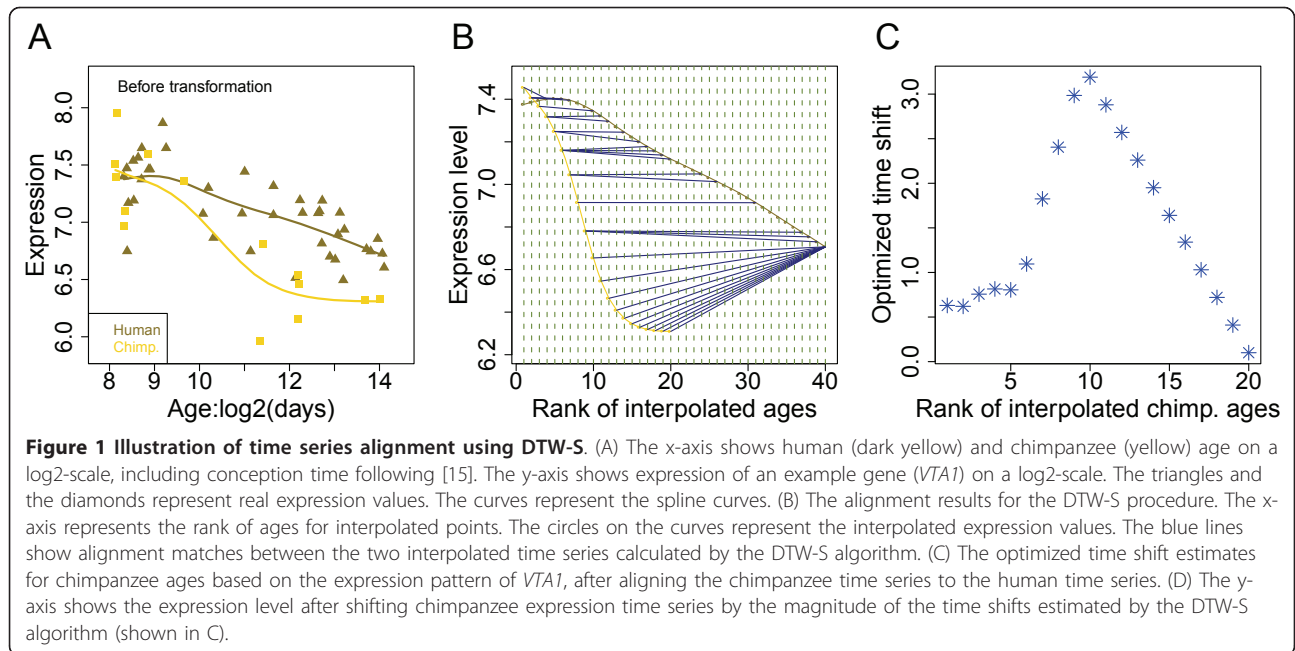 A
B
C
Before transformation
8.0
7.5
7.0
6.5
6.0
Expression
Human
Chimp.
8 9 10 12 14
Age:log2(days)
7.4
7.0
6.6
6.2
Expression level
0 10 20 30 40
Rank of interpolated ages
3.0
2.0
1.0
0.0
Optimized time shift
5 10 15 20
Rank of interpolated chimp. ages
Figure 1 Illustration of time series alignment using DTW-S. (A) The x-axis shows human (dark yellow) and chimpanzee (yellow) age on a
log2-scale, including conception time following [15]. The y-axis shows expression of an example gene (VTA1) on a log2-scale. The triangles and
the diamonds represent real expression values. The curves represent the spline curves. (B) The alignment results for the DTW-S procedure. The x-
axis represents the rank of ages for interpolated points. The circles on the curves represent the interpolated expression values. The blue lines
show alignment matches between the two interpolated time series calculated by the DTW-S algorithm. (C) The optimized time shift estimates
for chimpanzee ages based on the expression pattern of VTA1, after aligning the chimpanzee time series to the human time series. (D) The y-
axis shows the expression level after shifting chimpanzee expression time series by the magnitude of the time shifts estimated by the DTW-S
algorithm (shown in C).